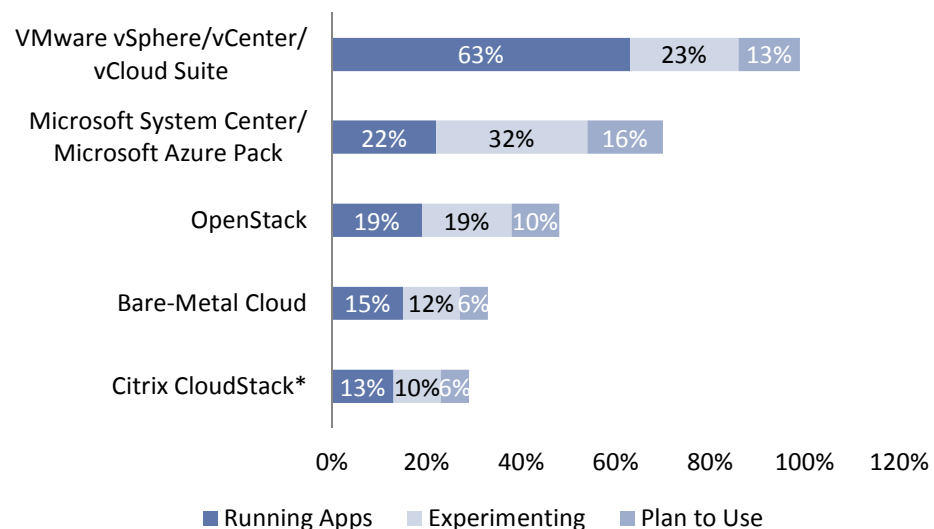 VMware vSphere/vCenter/
vCloud Suite
63% 23% 13%
Microsoft System Center/
Microsoft Azure Pack
22% 32% 16%
OpenStack
19% 19% 10%
Bare-Metal Cloud
15% 12% 6%
Citrix CloudStack*
13% 10% 6%
0% 20% 40% 60% 80% 100% 120%
Running Apps Experimenting Plan to Use